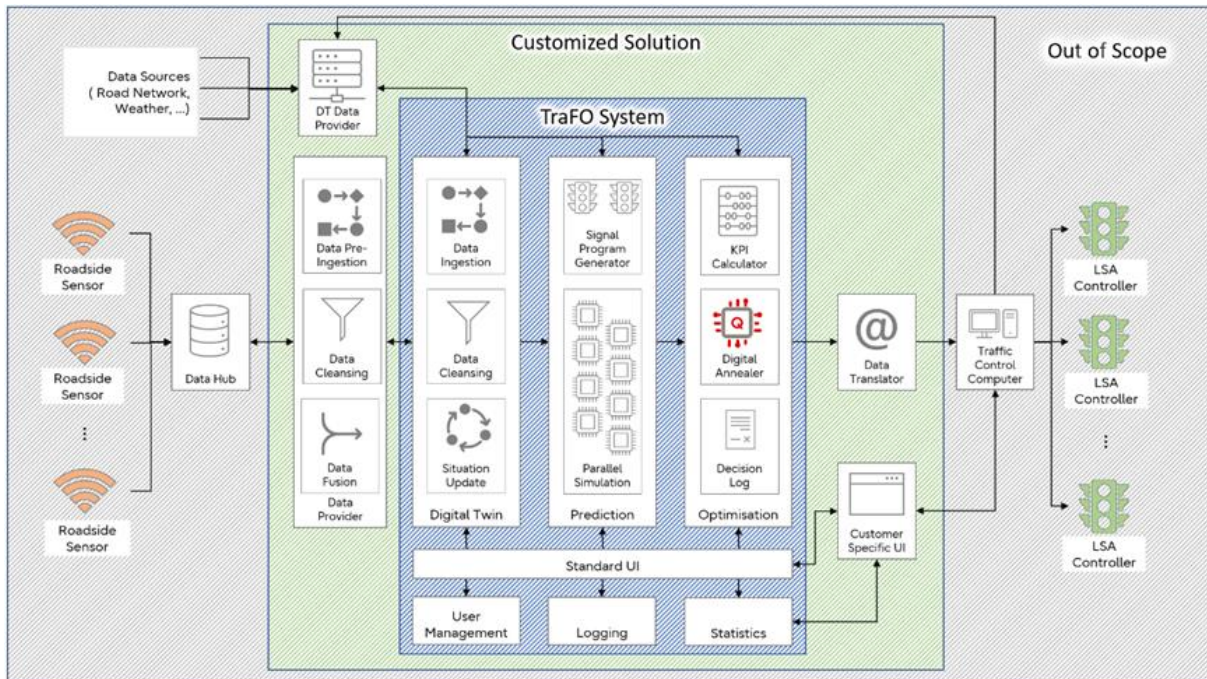 Customized Solution
Out of Scope
Data Sources
( Road Network,
Weather, ...)
DT Data
Provider
TraFO System
Data Pre-
Ingestion
Data
Cleansing
Data
Fusion
Data
Provider
Data
Ingestion
Data
Cleansing
Situation
Update
Digital Twin
Signal
Program
Generator
Parallel
Simulation
Prediction
KPI
Calculator
Q
Digital
Annealer
Decision
Log
Optimisation
Roadside
Sensor
Roadside
Sensor
...
Roadside
Sensor
Data Hub
@
Data
Translator
Traffic
Control
Computer
LSA
Controller
LSA
Controller
...
LSA
Controller
Customer
Specific UI
Standard UI
User
Management
Logging
Statistics